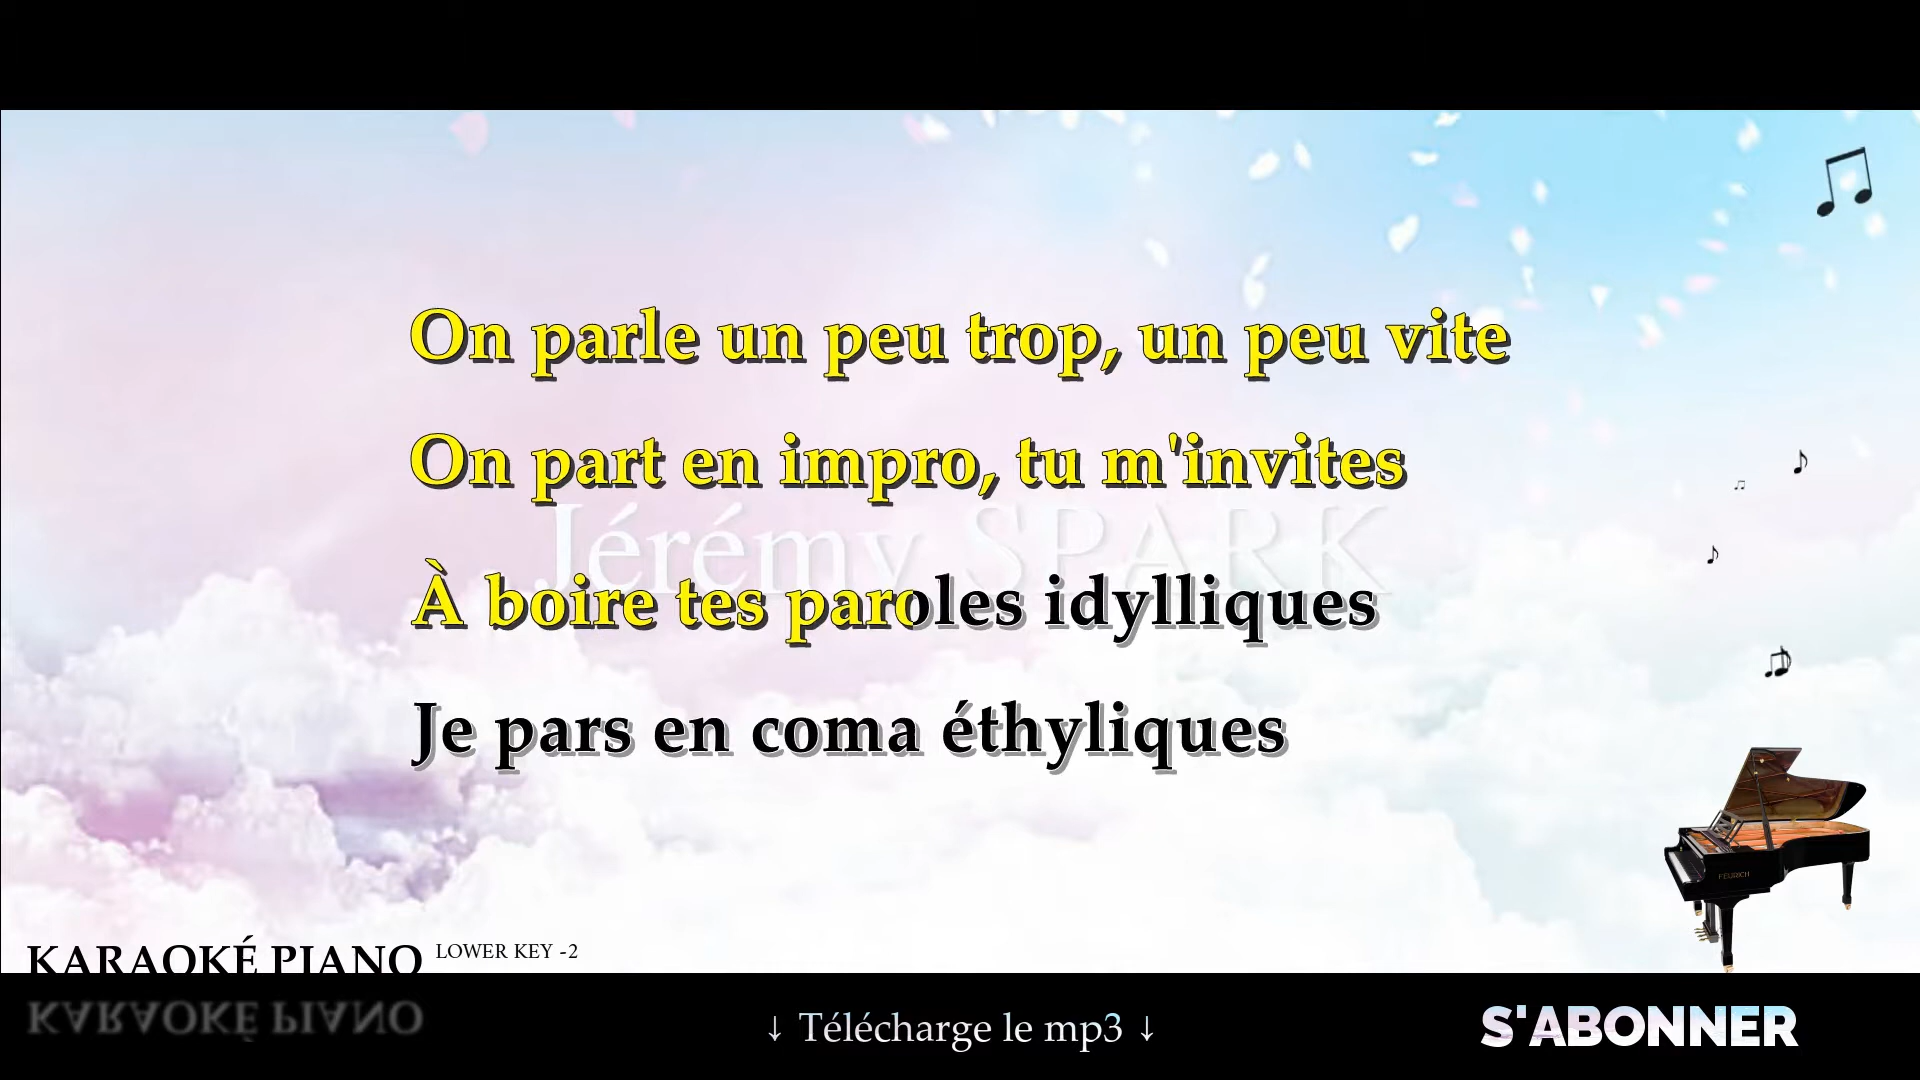 On parle un peu trop, un peu vite
On part en impro, tu m'invites
Jérémy SPARK
À boire tes paroles idylliques
Je pars en coma éthyliques
FEURICH
KARAOKÉ PIANO LOWER KEY -2
KARAOKÉ PIANO
↓ Télécharge le mp3 ↓
S'ABONNER